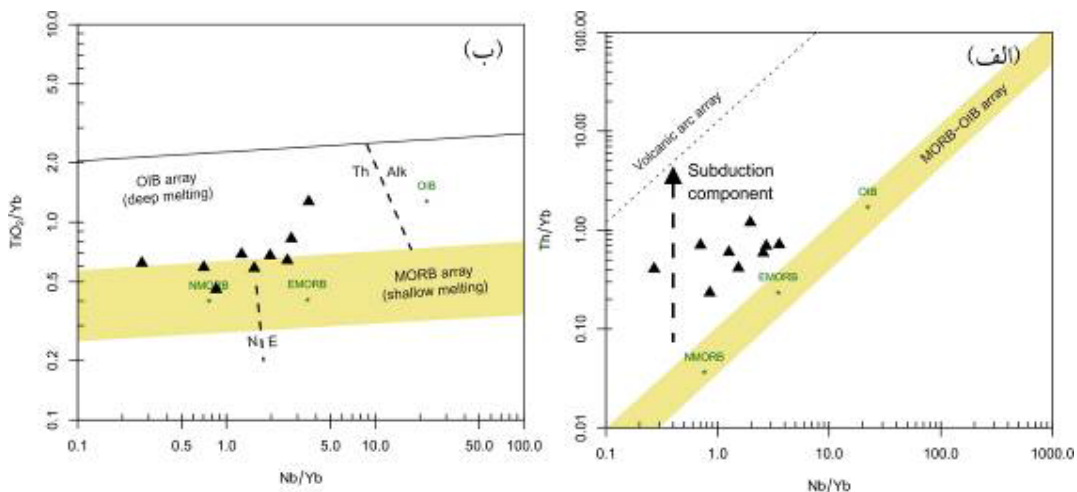 (ب)
TiO₂/Yb
10.0
5.0
2.0
1.0
0.5
0.2
0.1
OIB array
(deep melting)
Th
Alk
OIB
MORB array
(shallow melting)
NMORB
EMORB
N
E
0.1
0.5
1.0
5.0
10.0
50.0
100.0
Nb/Yb
(الف)
Th/Yb
100.00
10.00
1.00
0.10
0.01
Volcanic arc array
Subduction
component
MORB-OIB array
OIB
EMORB
NMORB
0.1
1.0
10.0
100.0
1000.0
Nb/Yb